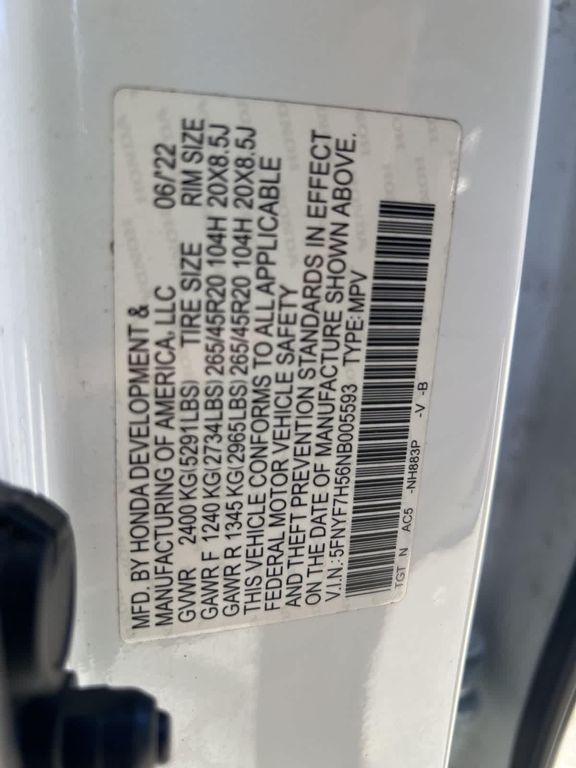 MFD. BY HONDA DEVELOPMENT &
MANUFACTURING OF AMERICA, LLC 06/'22
GVWR 2400 KG(5291LBS) TIRE SIZE RIM SIZE
GAWR F 1240 KG(2734LBS) 265/45R20 104H 20X8.5J
GAWR R 1345 KG(2965LBS) 265/45R20 104H 20X8.5J
THIS VEHICLE CONFORMS TO ALL APPLICABLE
FEDERAL MOTOR VEHICLE SAFETY
AND THEFT PREVENTION STANDARDS IN EFFECT
ON THE DATE OF MANUFACTURE SHOWN ABOVE.
V.I.N.: 5FNYF7H56NB005593 TYPE: MPV
TGT N AC5 -NH883P -V -B